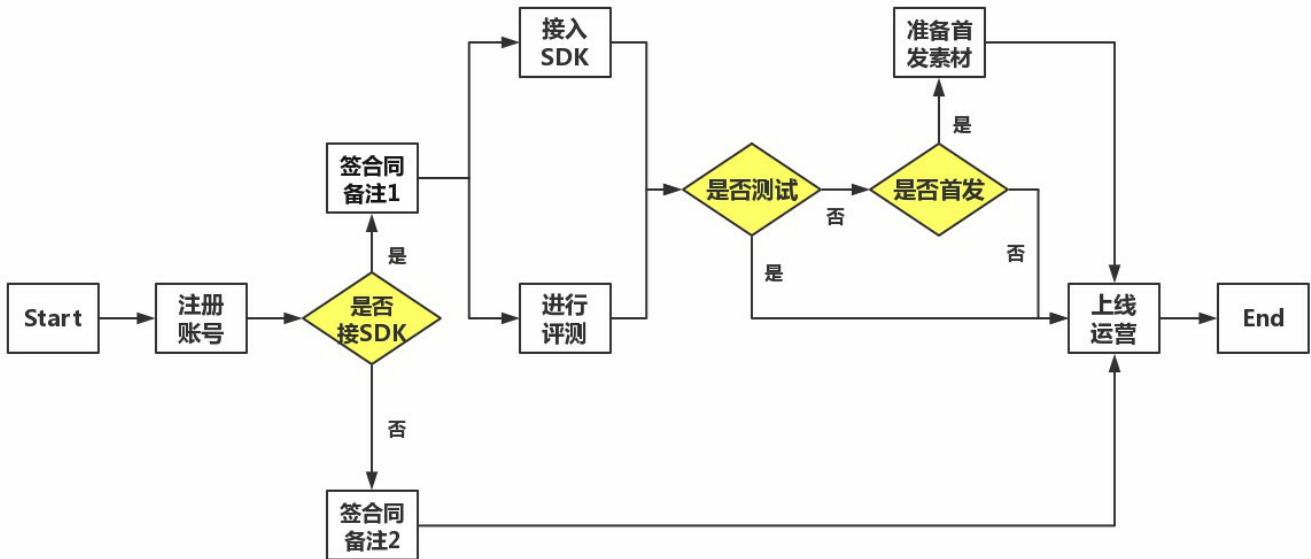 接入
SDK
准备首
发素材
是
签合同
备注1
是否测试
否
是否首发
是
是
否
Start
注册
账号
是否
接SDK
进行
评测
上线
运营
End
否
签合同
备注2